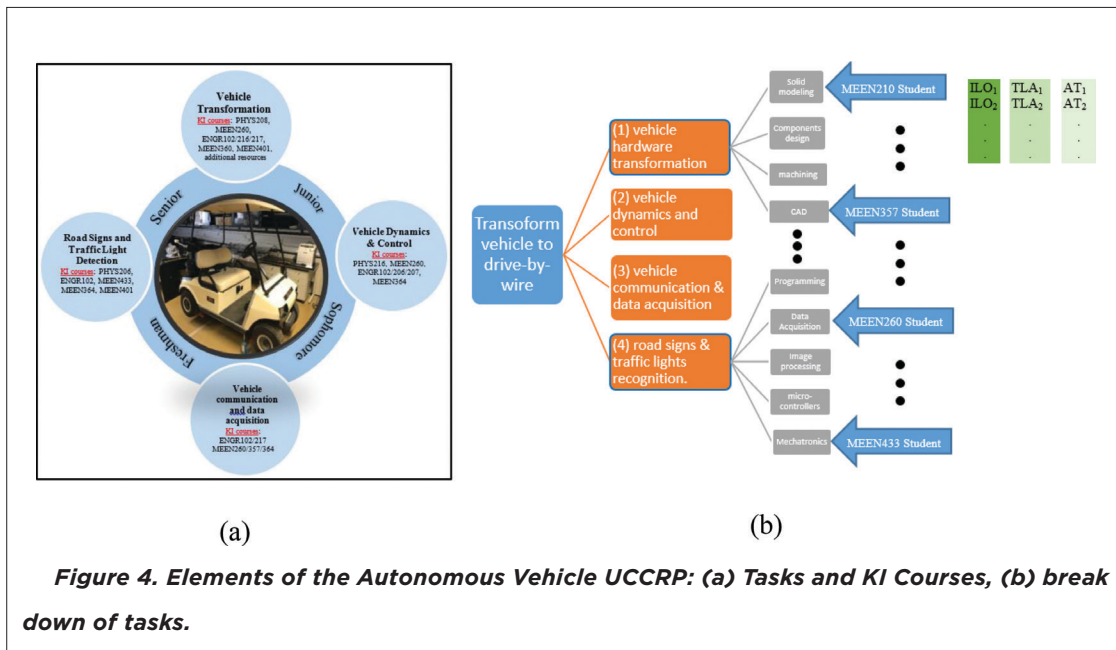 Vehicle
Transformation
KI courses: PHYS208,
MEEN260,
ENGR102/216/217,
MEEN360, MEEN401,
additional resources
Senior
Junior
Road Signs and
Traffic Light
Detection
KI courses: PHYS206,
ENGR102, MEEN433,
MEEN364, MEEN401
Vehicle Dynamics
& Control
KI courses:
PHYS216, MEEN260,
ENGR102/206/207,
MEEN364
Freshman
Sophomore
Vehicle
communication
and data
acquisition
KI courses:
ENGR102/217
MEEN260/357/364
(a)
Transoform
vehicle to
drive-by-
wire
(1) vehicle
hardware
transformation
(2) vehicle
dynamics and
control
(3) vehicle
communication &
data acquisition
(4) road signs &
traffic lights
recognition.
Solid
modeling
Components
design
machining
CAD
Programming
Data
Acquisition
Image
processing
micro-
controllers
Mechatronics
MEEN210 Student
MEEN357 Student
MEEN260 Student
MEEN433 Student
ILO₁ TLA₁ AT₁
ILO₂ TLA₂ AT₂
. . .
. . .
. . .
(b)
Figure 4. Elements of the Autonomous Vehicle UCCRP: (a) Tasks and KI Courses, (b) break
down of tasks.